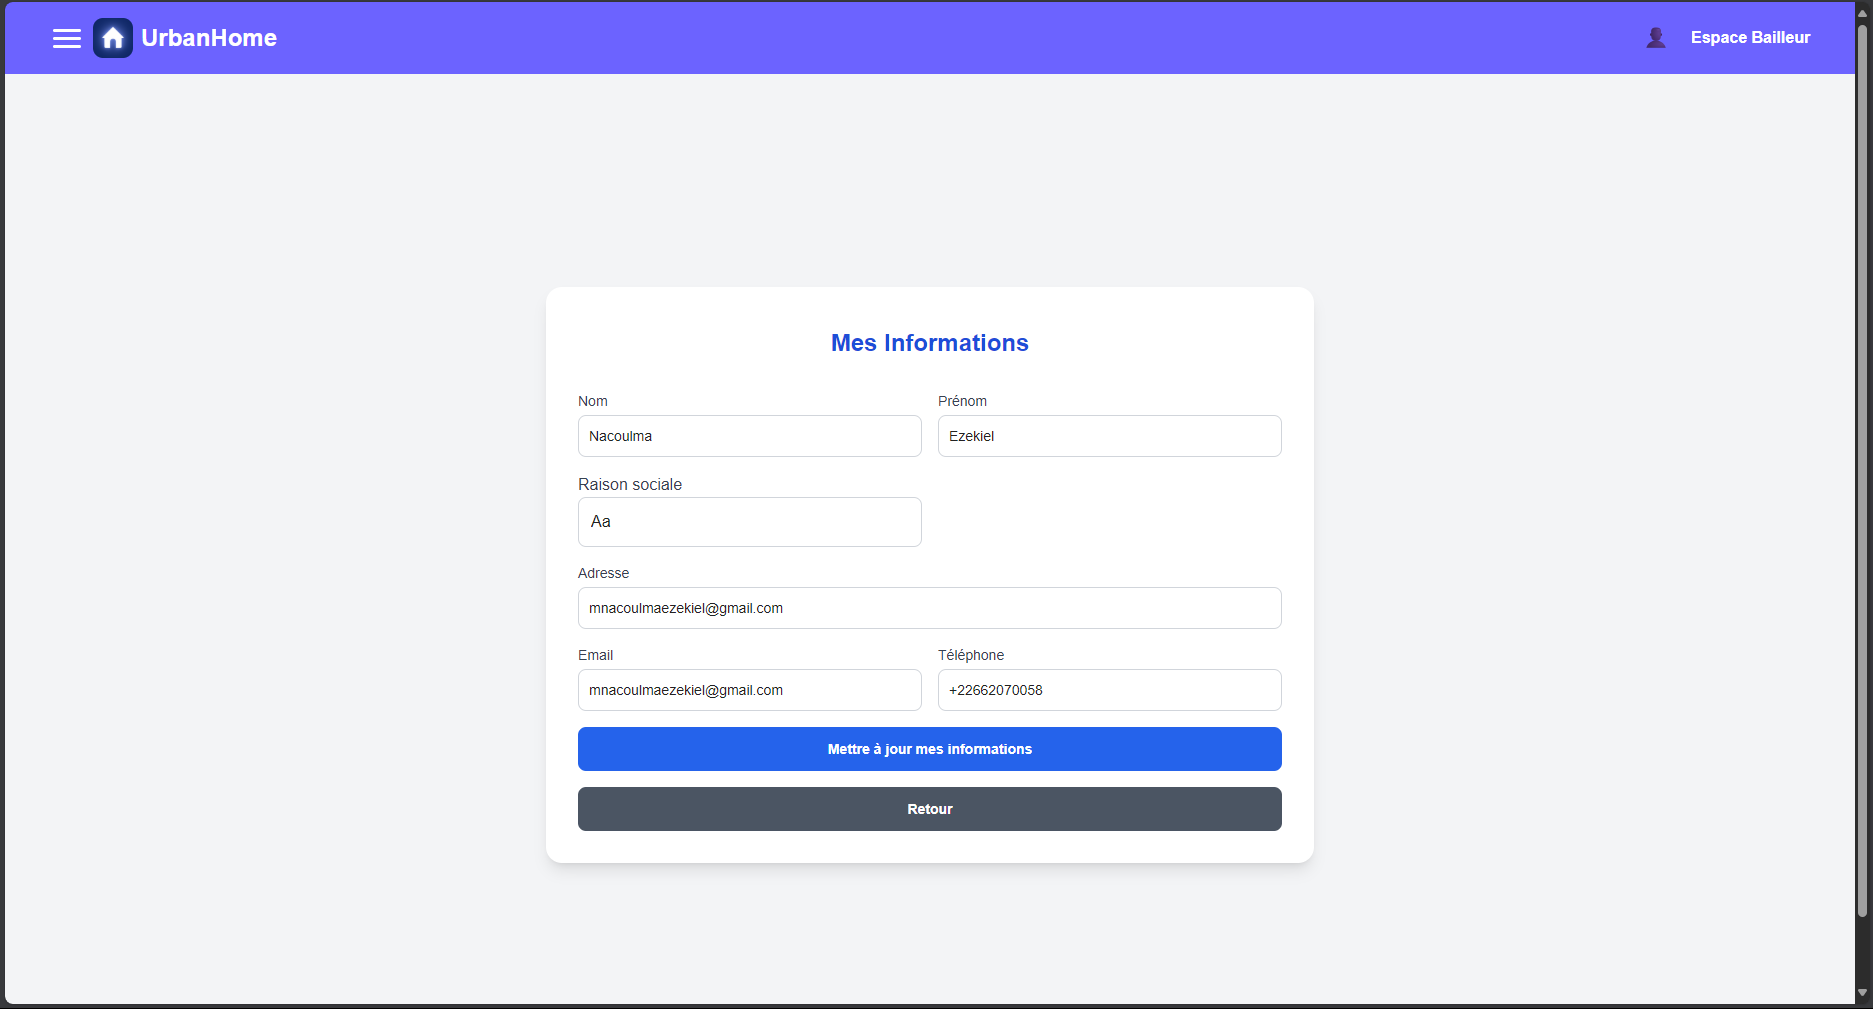 UrbanHome
Espace Bailleur
Mes Informations
Nom
Prénom
Nacoulma
Ezekiel
Raison sociale
Aa
Adresse
mnacoulmaezekiel@gmail.com
Email
Téléphone
mnacoulmaezekiel@gmail.com
+22662070058
Mettre à jour mes informations
Retour